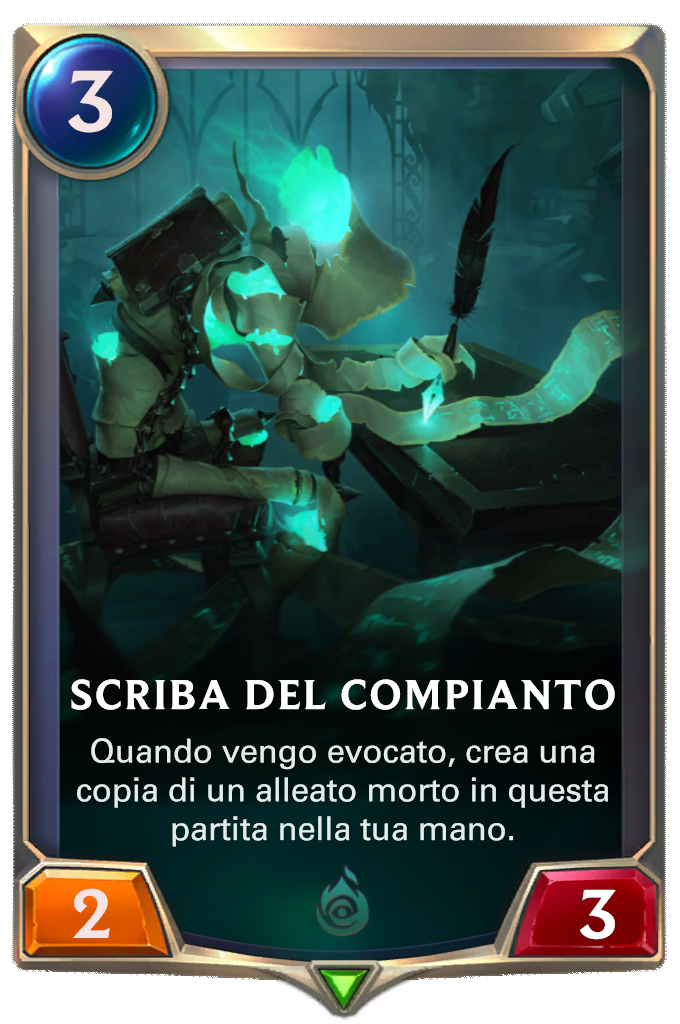 3
SCRIBA DEL COMPIANTO
Quando vengo evocato, crea una
copia di un alleato morto in questa
partita nella tua mano.
2
3